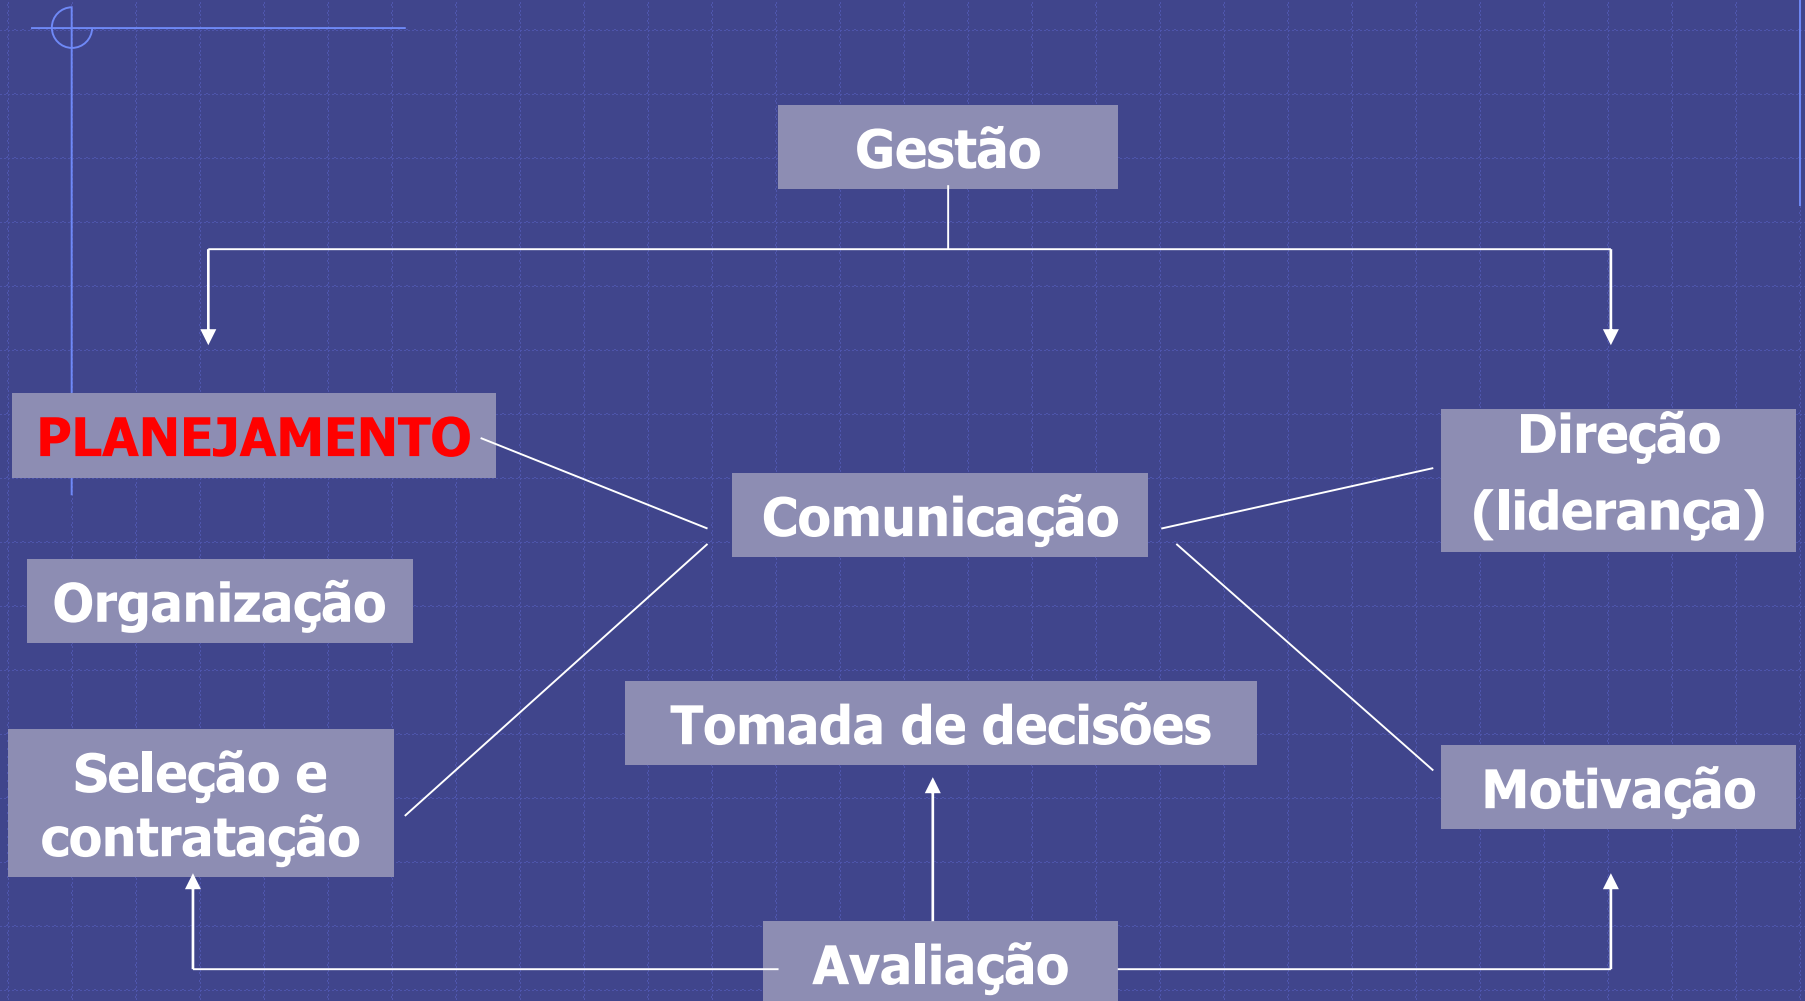 Gestão
PLANEJAMENTO
Direção
(liderança)
Comunicação
Organização
Tomada de decisões
Seleção e
contratação
Motivação
Avaliação